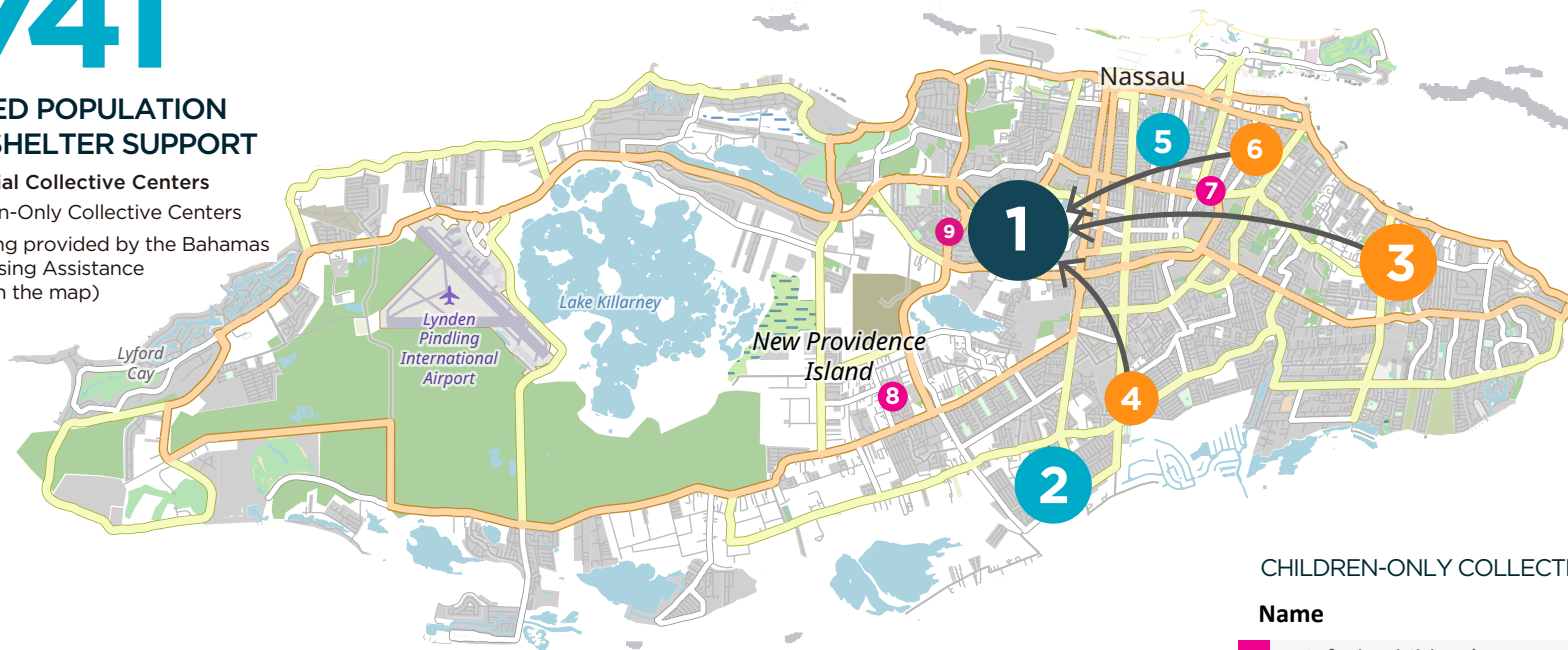 741
ED POPULATION
SHELTER SUPPORT
ial Collective Centers
n-Only Collective Centers
ng provided by the Bahamas
sing Assistance
n the map)
Nassau
5
6
7
1
9
3
Lake Killarney
Lynden
Pindling
International
Airport
New Providence
Island
Lyford
Cay
8
4
2
CHILDREN-ONLY COLLECTI
Name